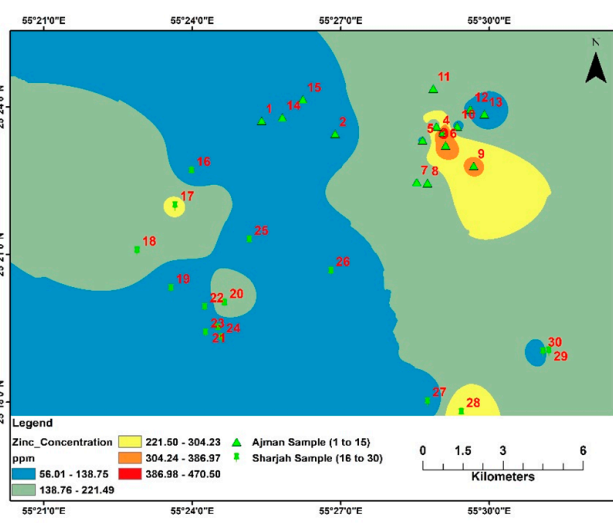 55°21'0"E 55°24'0"E 55°27'0"E 55°30'0"E
N
15
11
12
13
1
14
2
4
10
5
6
9
16
7 8
17
25
18
26
19
20
22
23
24
21
30
29
27
28
Legend
Zinc_Concentration
ppm
56.01 - 138.75
138.76 - 221.49
221.50 - 304.23
304.24 - 386.97
386.98 - 470.50
Ajman Sample (1 to 15)
Sharjah Sample (16 to 30)
0 1.5 3 6
Kilometers
55°21'0"E 55°24'0"E 55°27'0"E 55°30'0"E